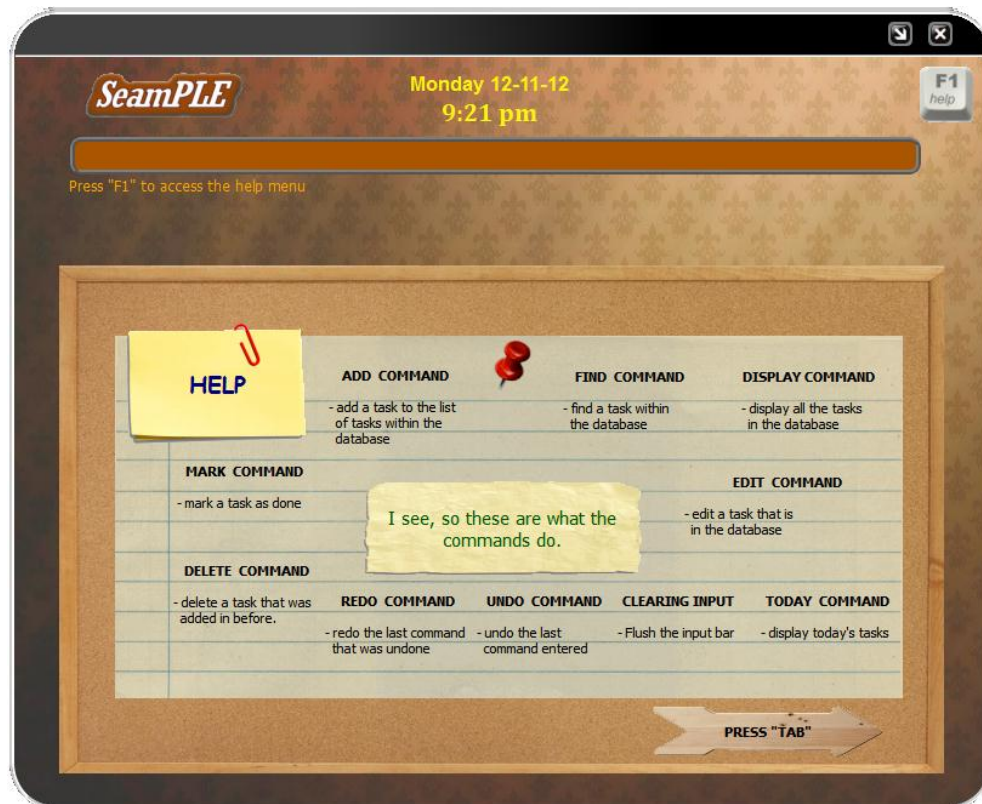 SeamPLE
Monday 12-11-12
9:21 pm
F1
help
Press "F1" to access the help menu
HELP
ADD COMMAND
- add a task to the list
of tasks within the
database
FIND COMMAND
- find a task within
the database
DISPLAY COMMAND
- display all the tasks
in the database
MARK COMMAND
- mark a task as done
I see, so these are what the
commands do.
EDIT COMMAND
- edit a task that is
in the database
DELETE COMMAND
- delete a task that was
added in before.
REDO COMMAND
- redo the last command
that was undone
UNDO COMMAND
- undo the last
command entered
CLEARING INPUT
- Flush the input bar
TODAY COMMAND
- display today's tasks
PRESS "TAB"